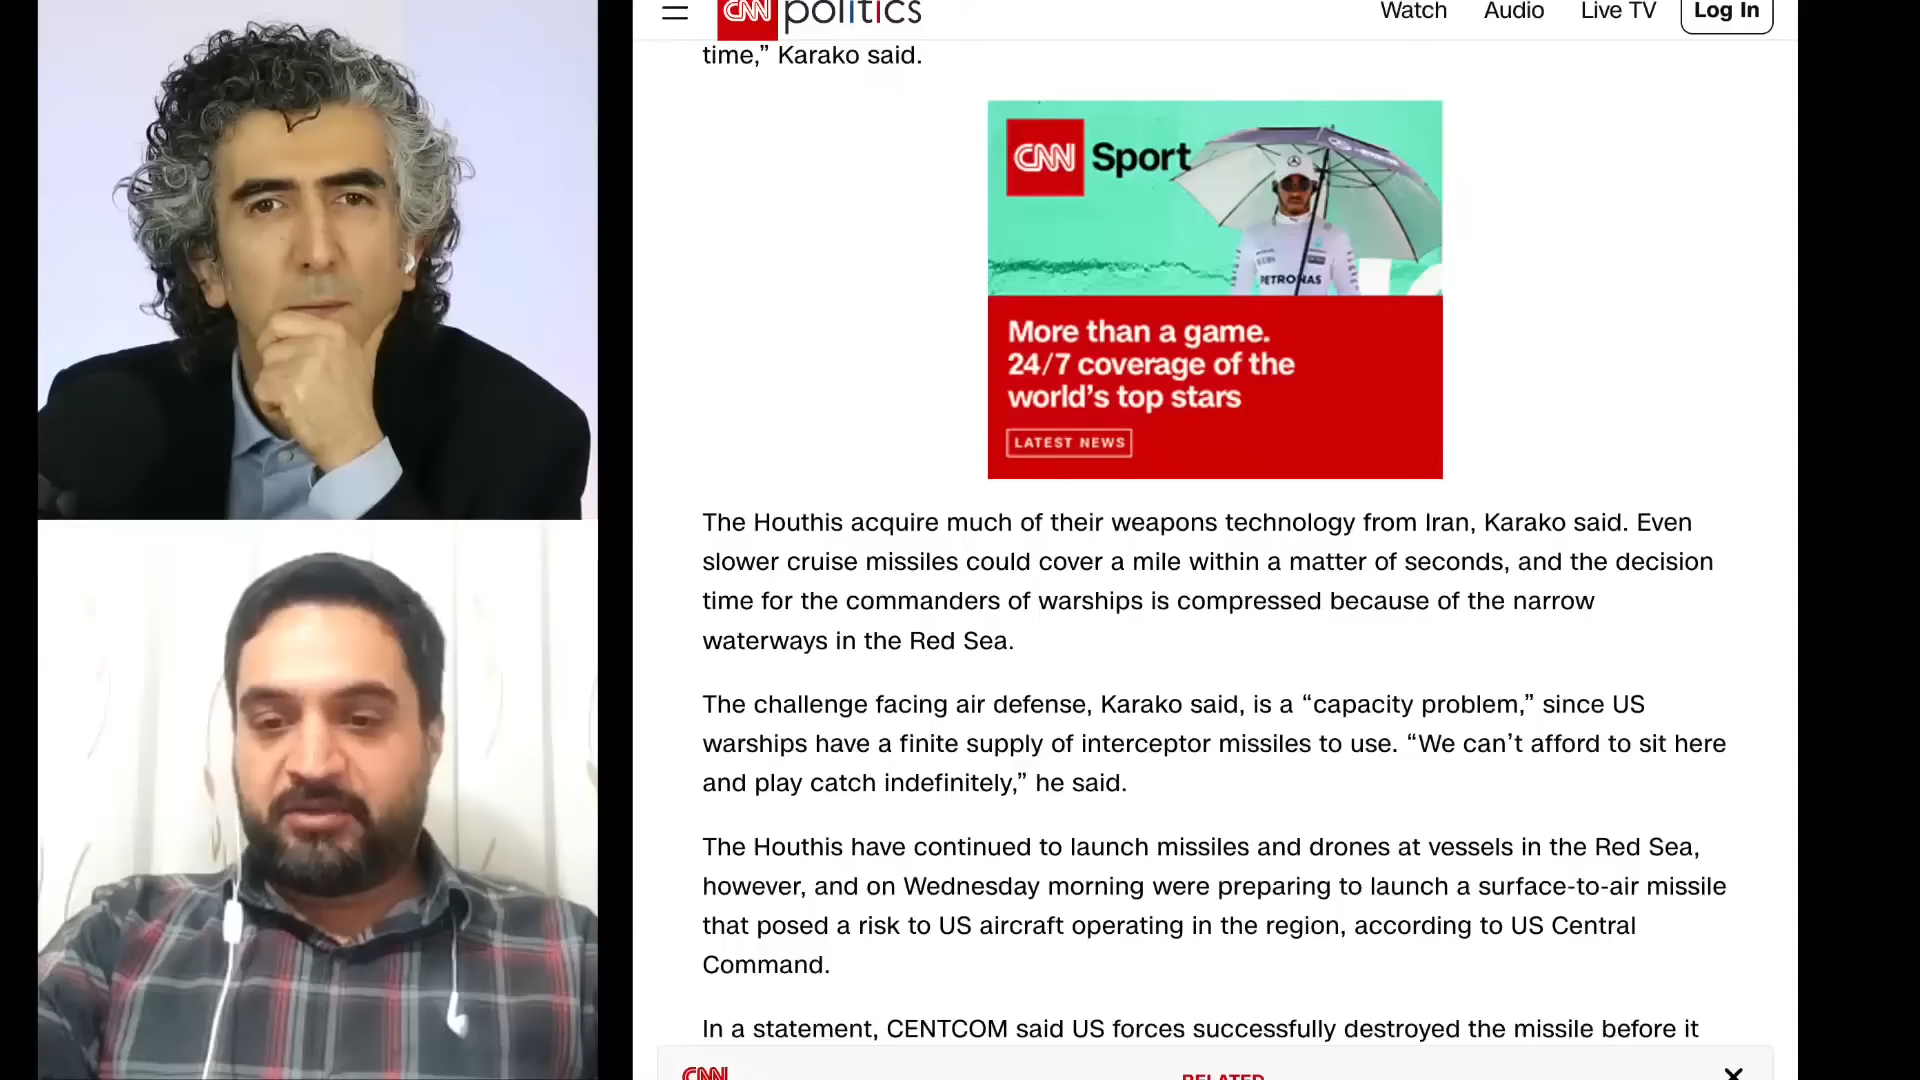 CNN politics
Watch Audio Live TV Log In
time,” Karako said.
CNN Sport
PETRONAS
More than a game.
24/7 coverage of the
world’s top stars
LATEST NEWS
The Houthis acquire much of their weapons technology from Iran, Karako said. Even
slower cruise missiles could cover a mile within a matter of seconds, and the decision
time for the commanders of warships is compressed because of the narrow
waterways in the Red Sea.
The challenge facing air defense, Karako said, is a “capacity problem,” since US
warships have a finite supply of interceptor missiles to use. “We can’t afford to sit here
and play catch indefinitely,” he said.
The Houthis have continued to launch missiles and drones at vessels in the Red Sea,
however, and on Wednesday morning were preparing to launch a surface-to-air missile
that posed a risk to US aircraft operating in the region, according to US Central
Command.
In a statement, CENTCOM said US forces successfully destroyed the missile before it
CNN
RELATED